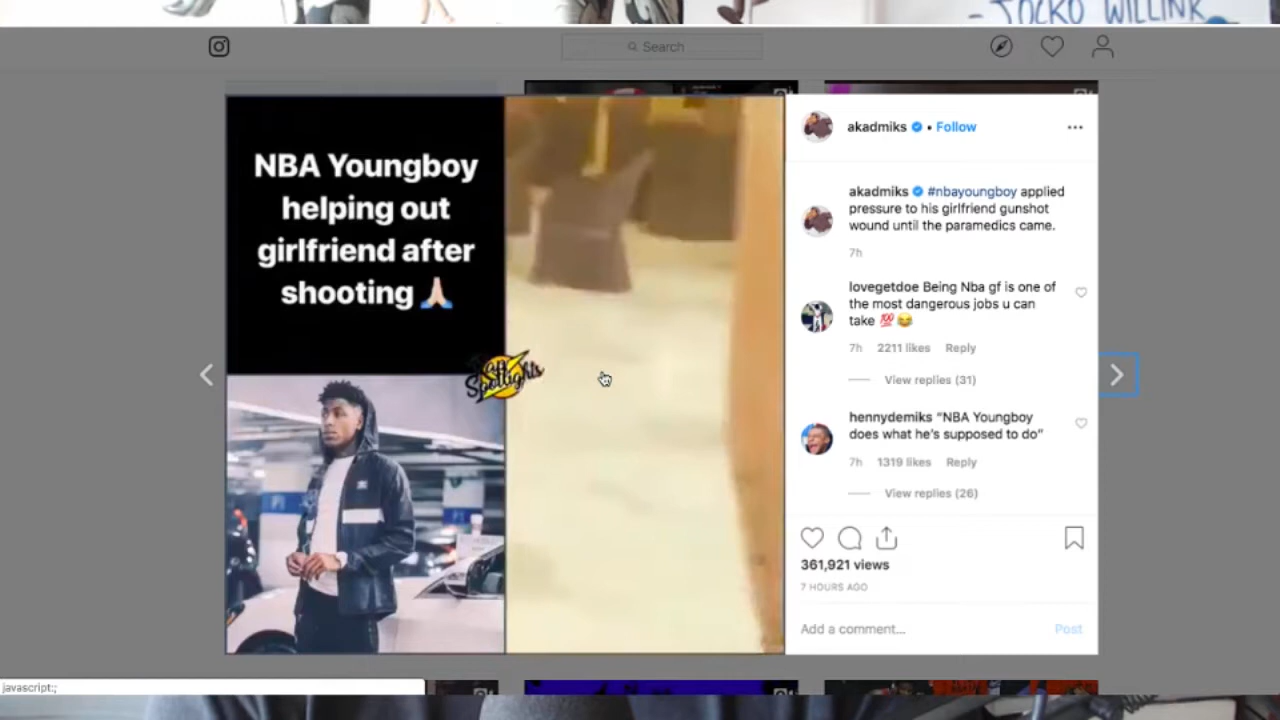 -JOCKO WILLINK
Search
NBA Youngboy
helping out
girlfriend after
shooting 🙏🏼
Spotlights
akadmiks • Follow
akadmiks #nbayoungboy applied
pressure to his girlfriend gunshot
wound until the paramedics came.
7h
lovegetdoe Being Nba gf is one of
the most dangerous jobs u can
take 💯😂
7h 2211 likes Reply
View replies (31)
hennydemiks “NBA Youngboy
does what he's supposed to do”
7h 1319 likes Reply
View replies (26)
361,921 views
7 HOURS AGO
Add a comment... Post
javascript:;